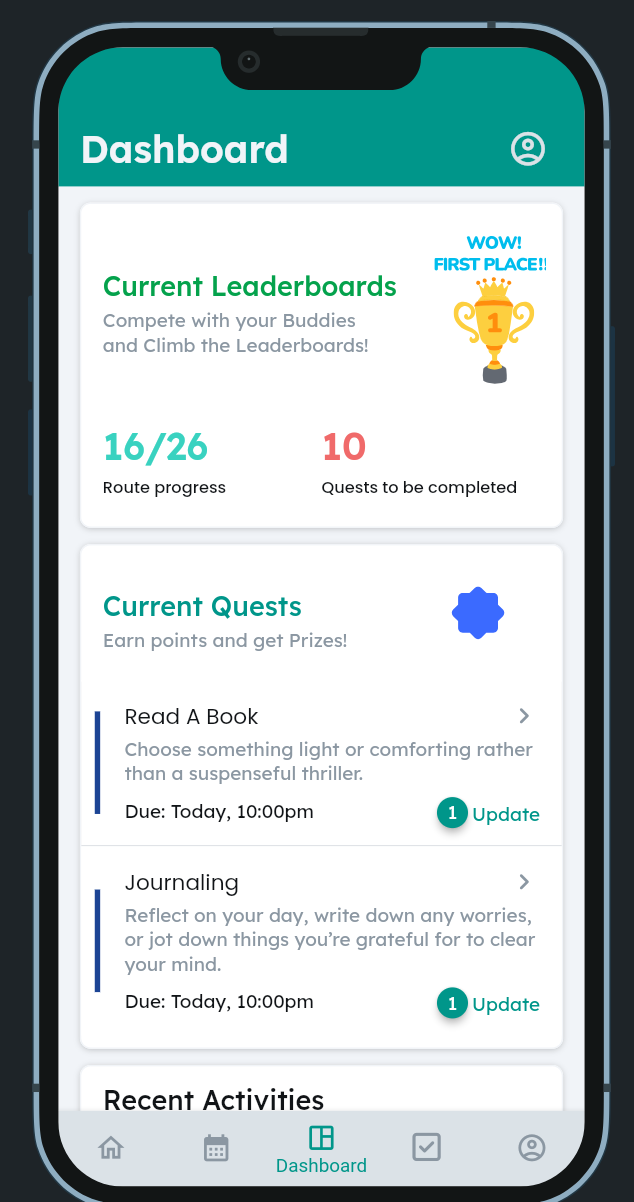 Dashboard
WOW!
FIRST PLACE!!
Current Leaderboards
Compete with your Buddies
and Climb the Leaderboards!
1
16/26
10
Route progress
Quests to be completed
Current Quests
Earn points and get Prizes!
Read A Book
Choose something light or comforting rather
than a suspenseful thriller.
Due: Today, 10:00pm
1 Update
Journaling
Reflect on your day, write down any worries,
or jot down things you’re grateful for to clear
your mind.
Due: Today, 10:00pm
1 Update
Recent Activities
Dashboard